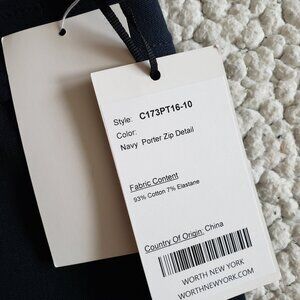 Style: C173PT16-10
Color:
Navy Porter Zip Detail
Fabric Content
93% Cotton 7% Elastane
Country Of Origin, China
WORTH NEW YORK
WORTHNEWYORK.COM